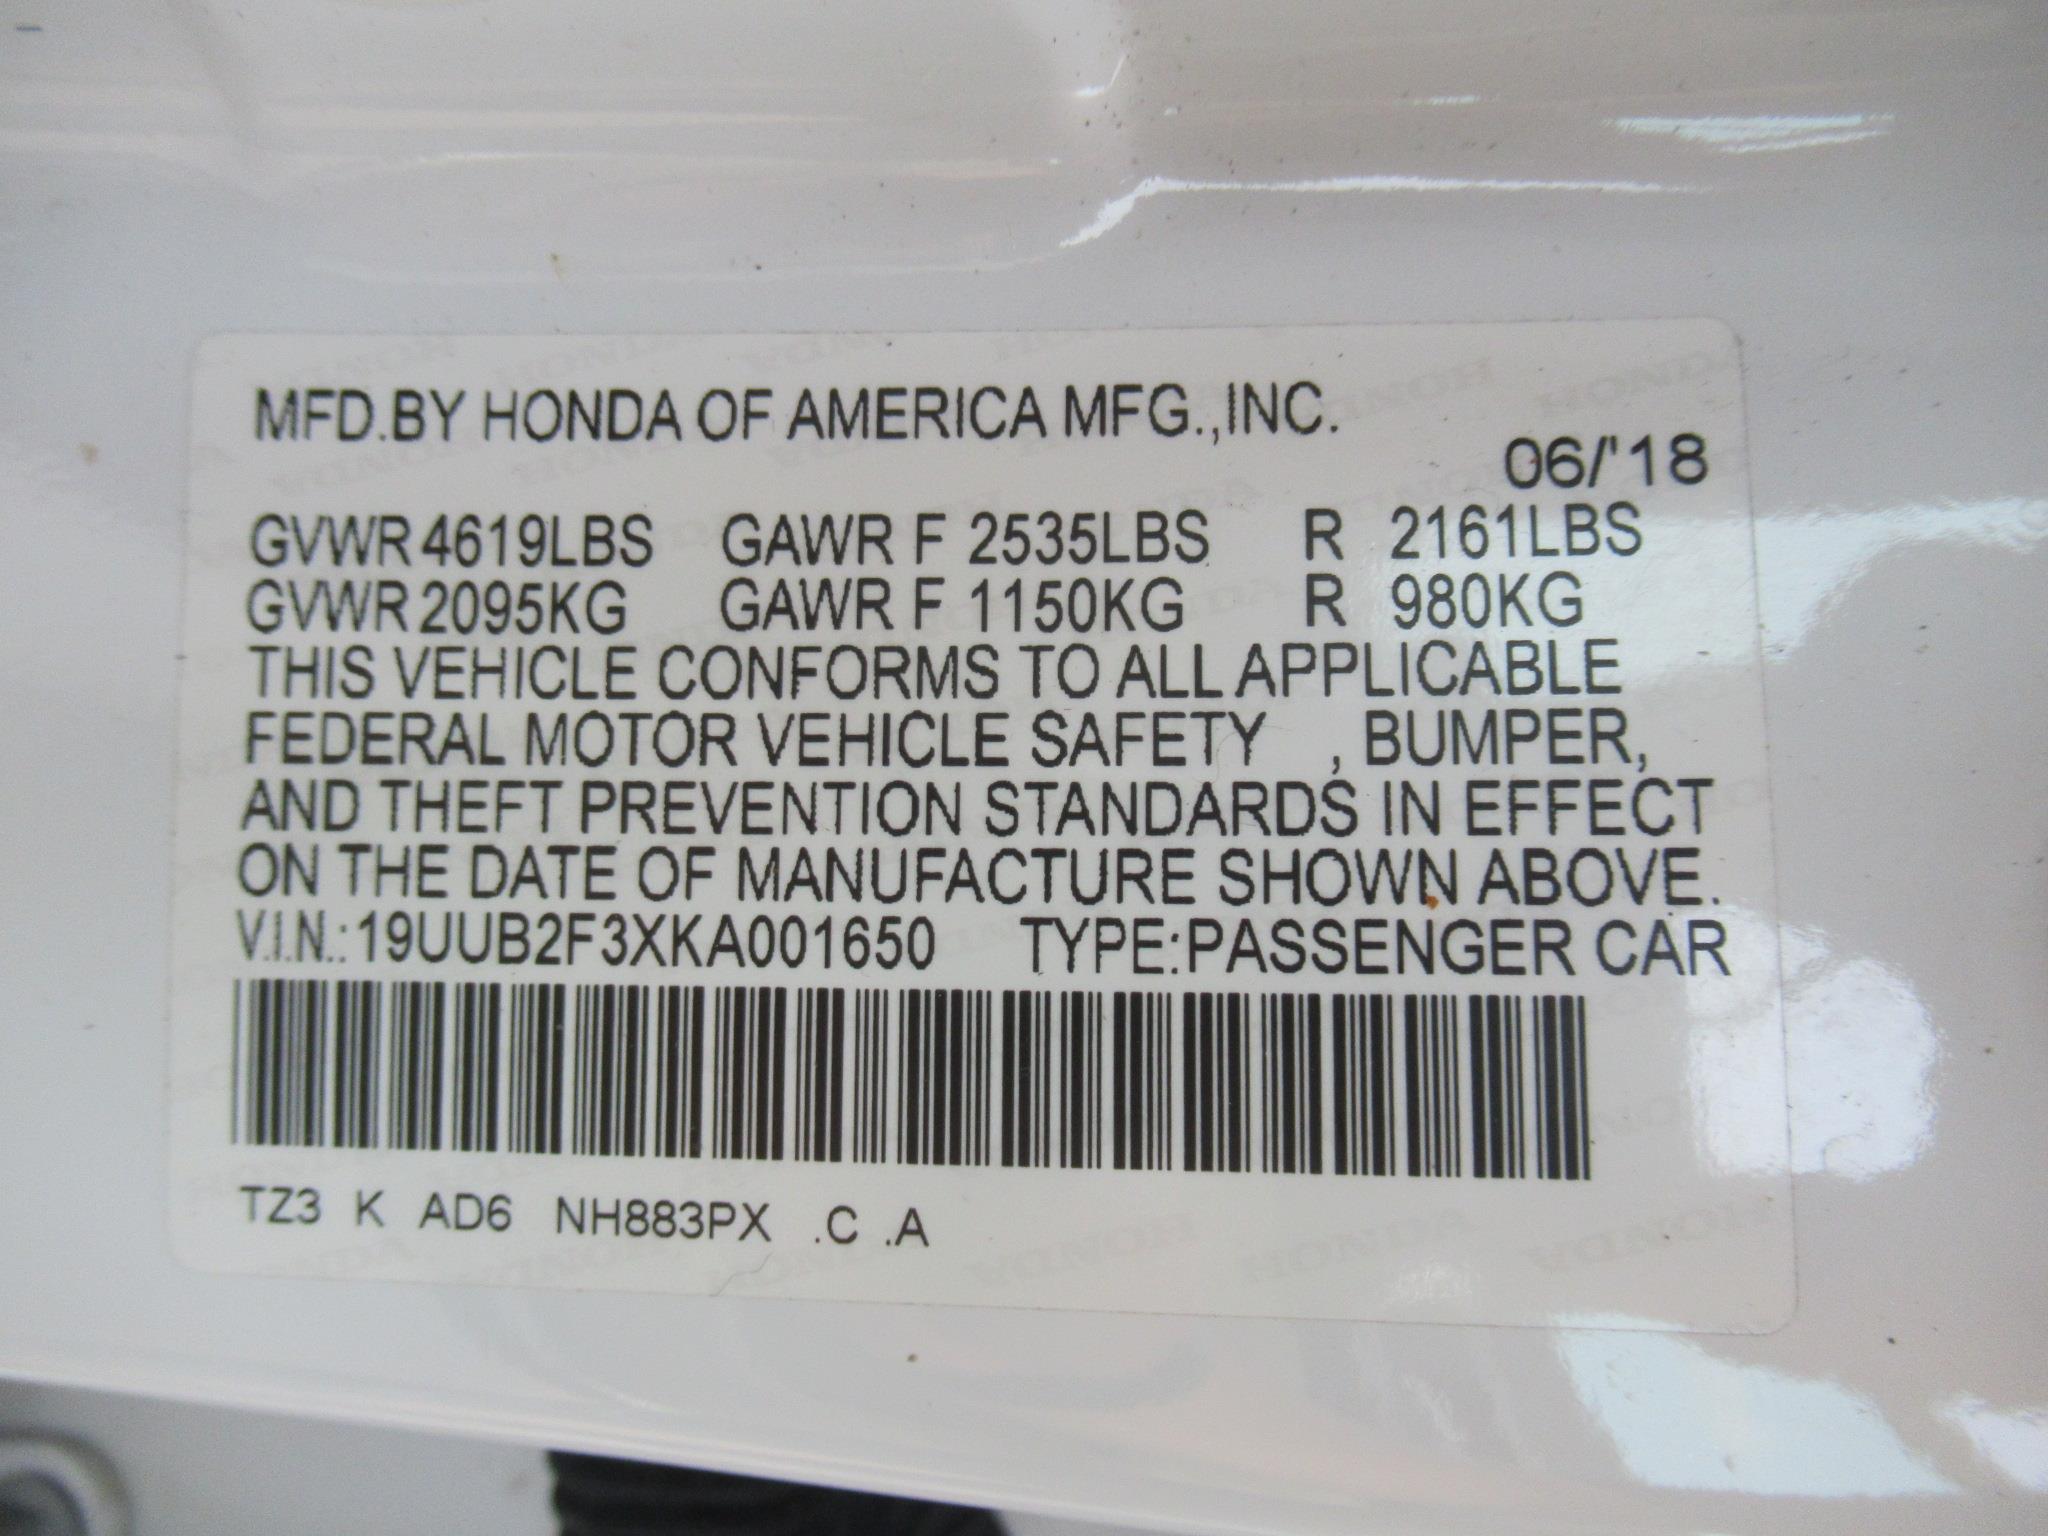 MFD.BY HONDA OF AMERICA MFG.,INC.
06/'18
GVWR 4619LBS GAWR F 2535LBS R 2161LBS
GVWR 2095KG GAWR F 1150KG R 980KG
THIS VEHICLE CONFORMS TO ALL APPLICABLE
FEDERAL MOTOR VEHICLE SAFETY , BUMPER,
AND THEFT PREVENTION STANDARDS IN EFFECT
ON THE DATE OF MANUFACTURE SHOWN ABOVE.
V.I.N.:19UUB2F3XKA001650 TYPE:PASSENGER CAR
TZ3 K AD6 NH883PX .C .A